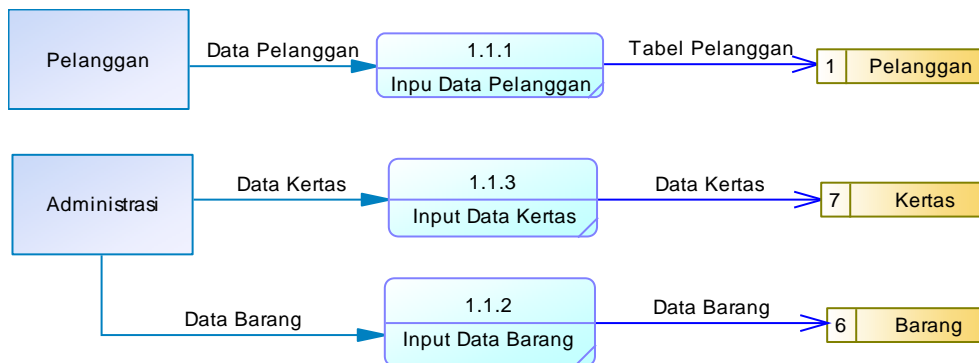 Pelanggan
Data Pelanggan
1.1.1
Inpu Data Pelanggan
Tabel Pelanggan
1 Pelanggan
Administrasi
Data Kertas
1.1.3
Input Data Kertas
Data Kertas
7 Kertas
Data Barang
1.1.2
Input Data Barang
Data Barang
6 Barang